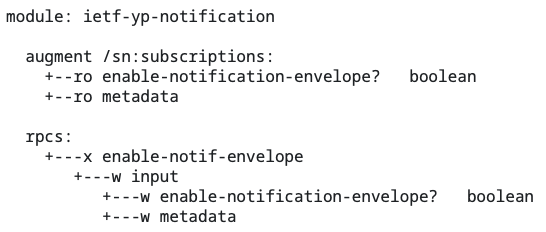 module: ietf-yp-notification

  augment /sn:subscriptions:
    +--ro enable-notification-envelope?   boolean
    +--ro metadata

  rpcs:
    +---x enable-notif-envelope
       +---w input
          +---w enable-notification-envelope?   boolean
          +---w metadata